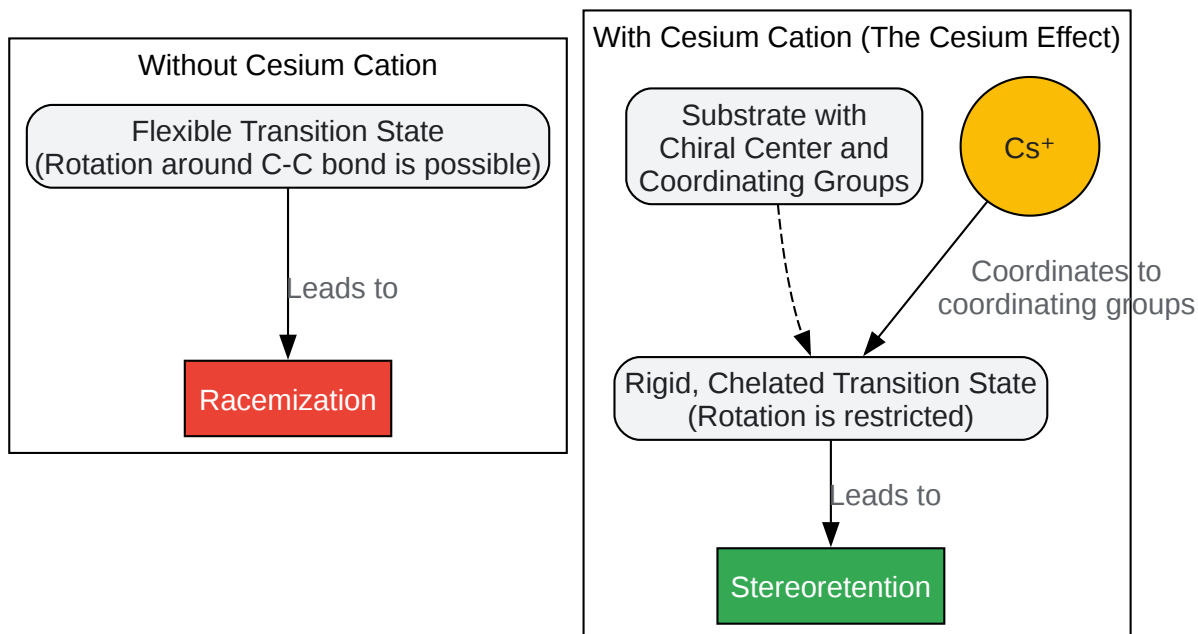 Without Cesium Cation
Flexible Transition State
(Rotation around C-C bond is possible)
Leads to
Racemization
With Cesium Cation (The Cesium Effect)
Substrate with
Chiral Center and
Coordinating Groups
Cs⁺
Coordinates to
coordinating groups
Rigid, Chelated Transition State
(Rotation is restricted)
Leads to
Stereoretention